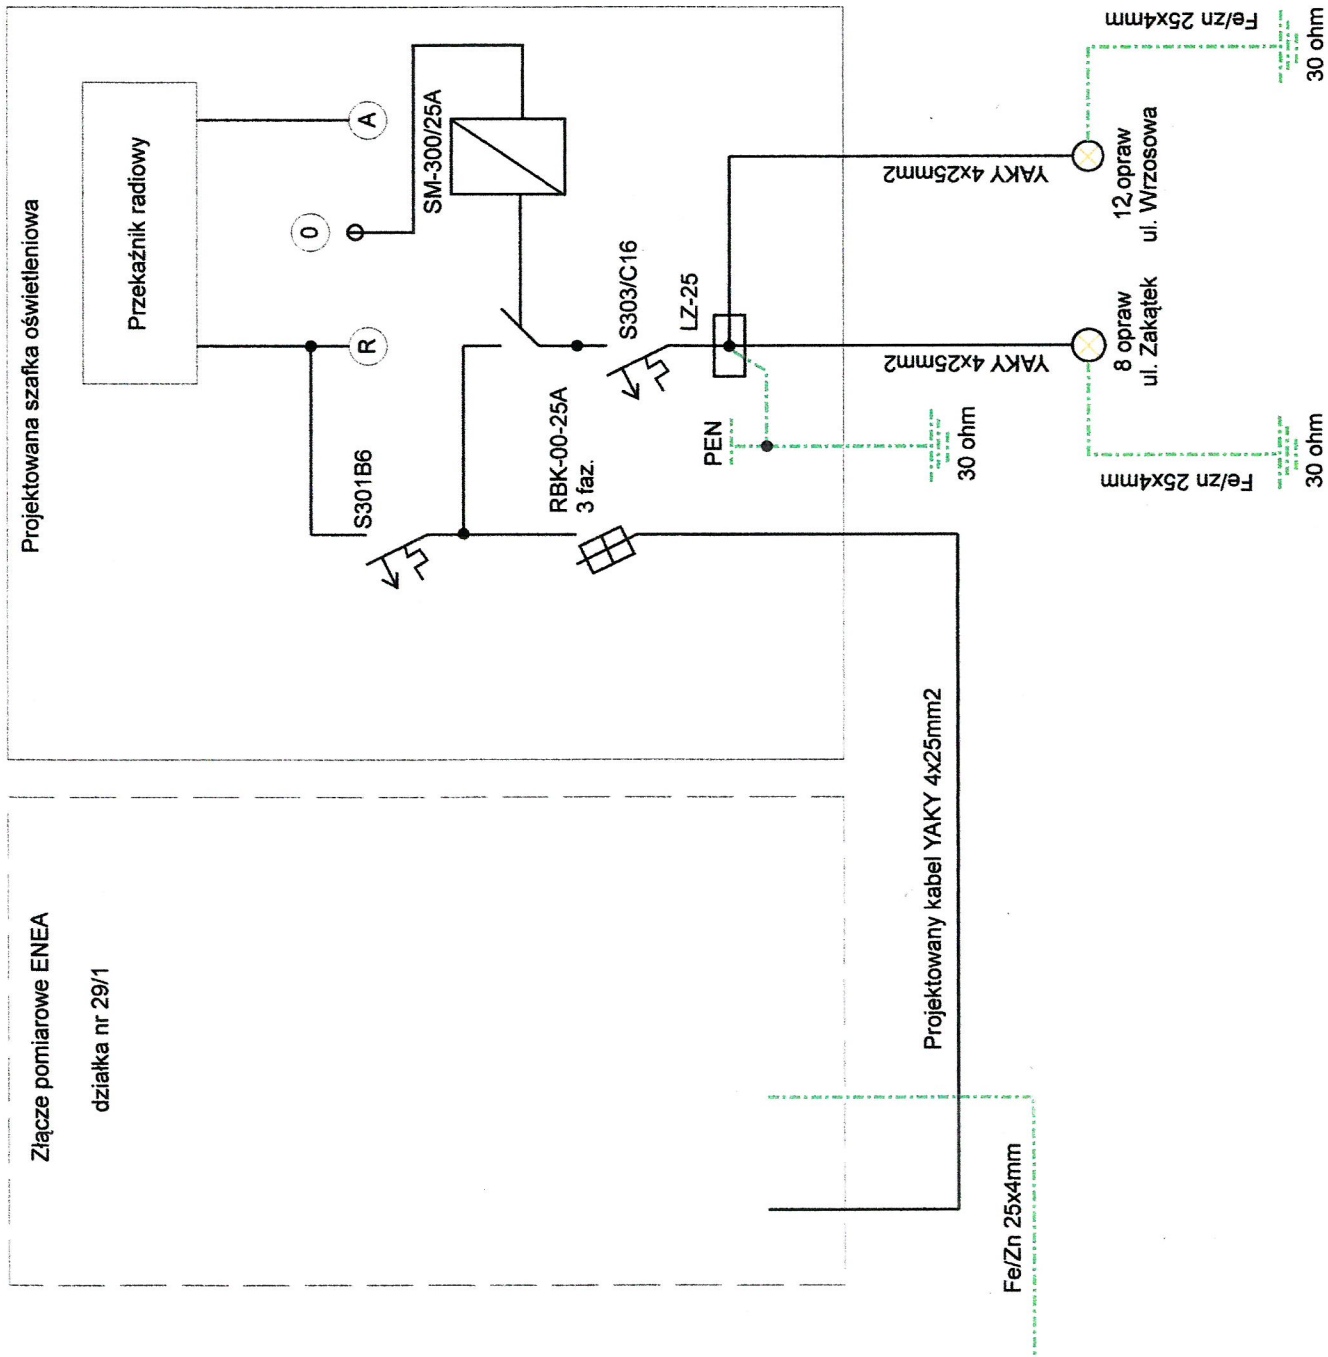 Złącze pomiarowe ENEA
działka nr 29/1
Projektowana szafka oświetleniowa
Przekaźnik radiowy
R
0
A
S301B6
SM-300/25A
RBK-00-25A
3 faz.
S303/C16
LZ-25
PEN
30 ohm
YAKY 4x25mm2
YAKY 4x25mm2
Projektowany kabel YAKY 4x25mm2
Fe/Zn 25x4mm
8 opraw
ul. Zakątek
12 opraw
ul. Wrzosowa
Fe/zn 25x4mm
30 ohm
Fe/zn 25x4mm
30 ohm